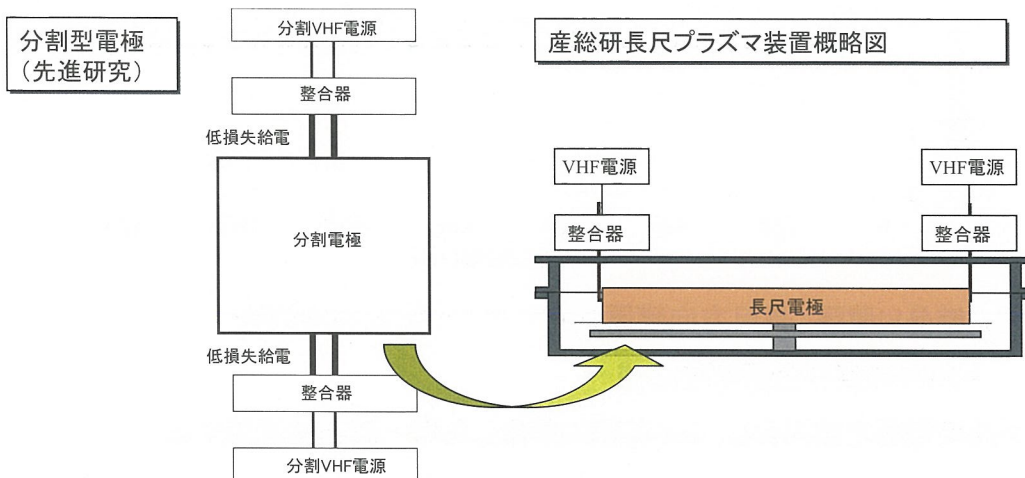 分割型電極
(先進研究)
分割VHF電源
整合器
低損失給電
分割電極
低損失給電
整合器
分割VHF電源
産総研長尺プラズマ装置概略図
VHF電源
VHF電源
整合器
整合器
長尺電極